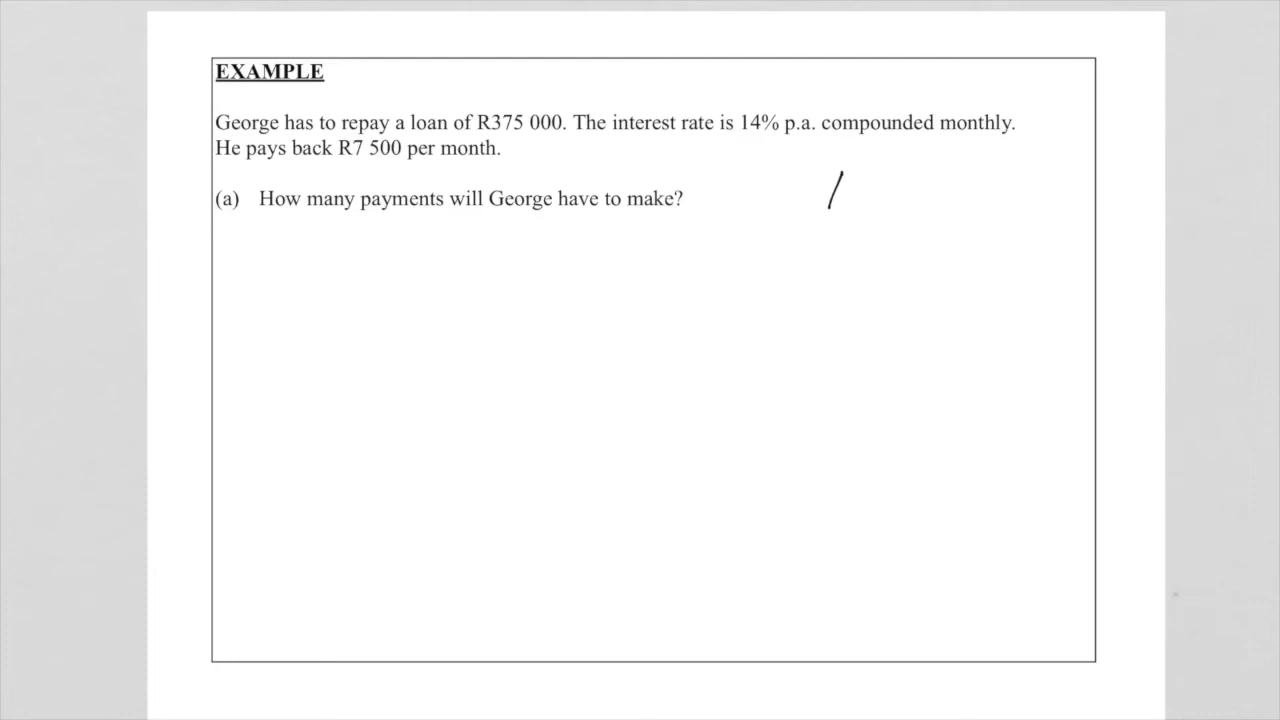 EXAMPLE
George has to repay a loan of R375 000. The interest rate is 14% p.a. compounded monthly.
He pays back R7 500 per month.
(a) How many payments will George have to make?